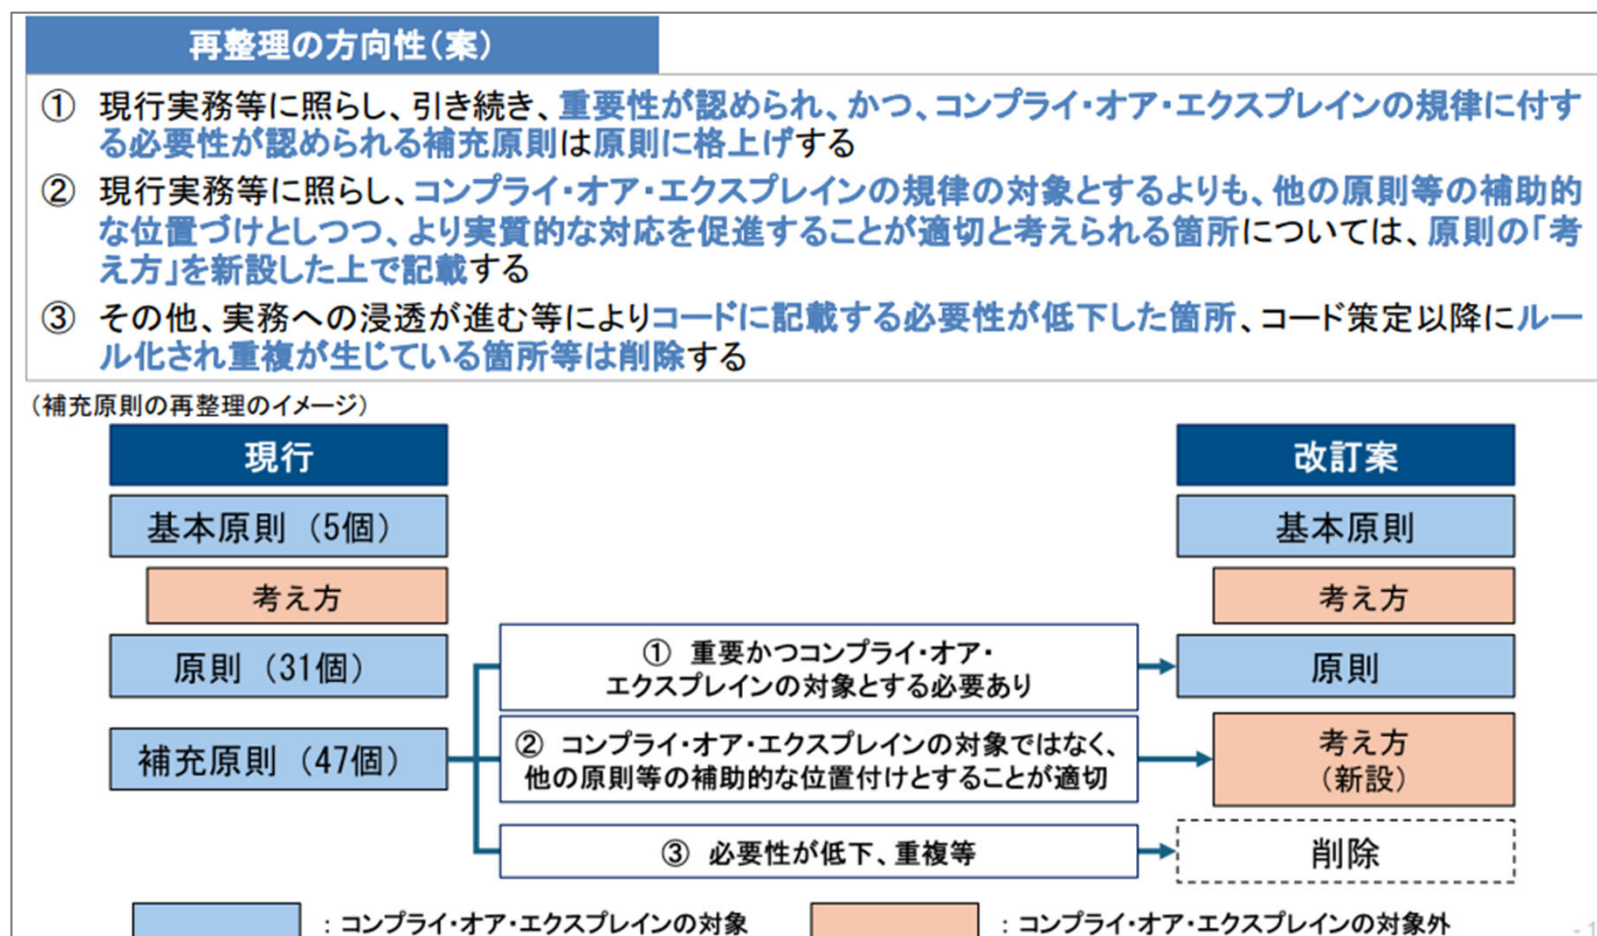 再整理の方向性(案)
① 現行実務等に照らし、引き続き、重要性が認められ、かつ、コンプライ・オア・エクスプレインの規律に付す
る必要性が認められる補充原則は原則に格上げする
② 現行実務等に照らし、コンプライ・オア・エクスプレインの規律の対象とするよりも、他の原則等の補助的
な位置づけとしつつ、より実質的な対応を促進することが適切と考えられる箇所については、原則の「考
え方」を新設した上で記載する
③ その他、実務への浸透が進む等によりコードに記載する必要性が低下した箇所、コード策定以降にルー
ル化され重複が生じている箇所等は削除する
（補充原則の再整理のイメージ）
現行
改訂案
基本原則（5個）
基本原則
考え方
考え方
原則（31個）
① 重要かつコンプライ・オア・
エクスプレインの対象とする必要あり
原則
補充原則（47個）
② コンプライ・オア・エクスプレインの対象ではなく、
他の原則等の補助的な位置付けとすることが適切
考え方
（新設）
③ 必要性が低下、重複等
削除
：コンプライ・オア・エクスプレインの対象
：コンプライ・オア・エクスプレインの対象外